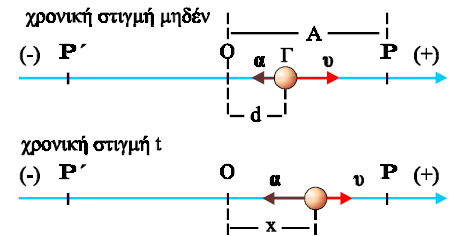 χρονική στιγμή μηδέν
A
(-) P´ O Γ P (+)
α υ
d
χρονική στιγμή t
(-) P´ O α υ P (+)
x